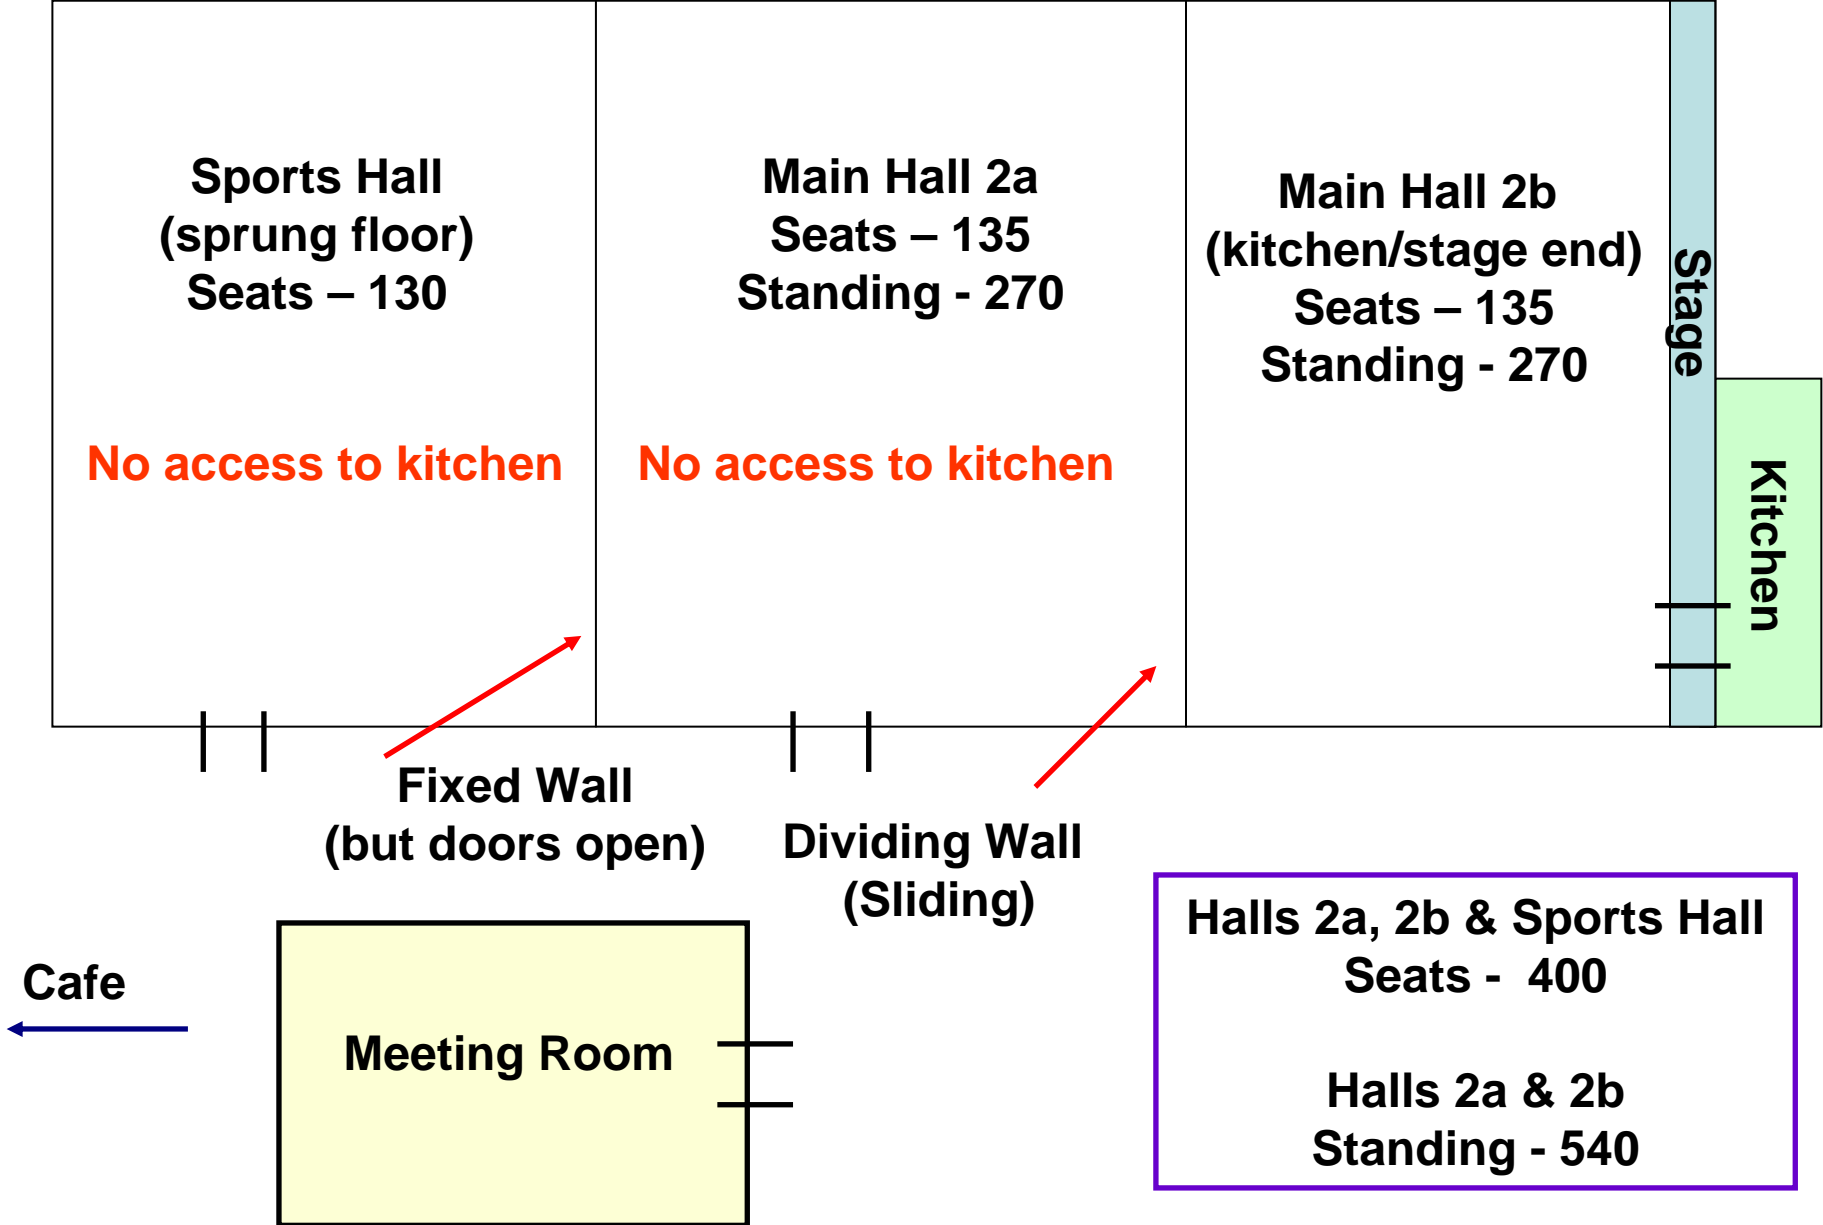 Sports Hall
(sprung floor)
Seats – 130
No access to kitchen
Main Hall 2a
Seats – 135
Standing - 270
No access to kitchen
Main Hall 2b
(kitchen/stage end)
Seats – 135
Standing - 270
Stage
Kitchen
Fixed Wall
(but doors open)
Dividing Wall
(Sliding)
Cafe
Meeting Room
Halls 2a, 2b & Sports Hall
Seats - 400
Halls 2a & 2b
Standing - 540